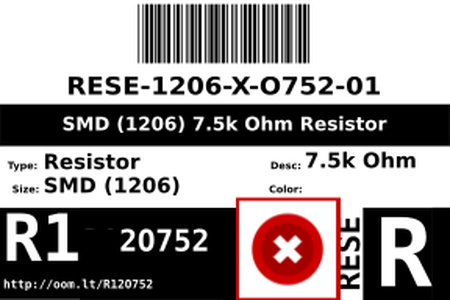 RESE-1206-X-O752-01
SMD (1206) 7.5k Ohm Resistor
Type: Resistor
Desc: 7.5k Ohm
Size: SMD (1206)
Color:
R1
20752
RESE
R
http://oom.lt/R120752